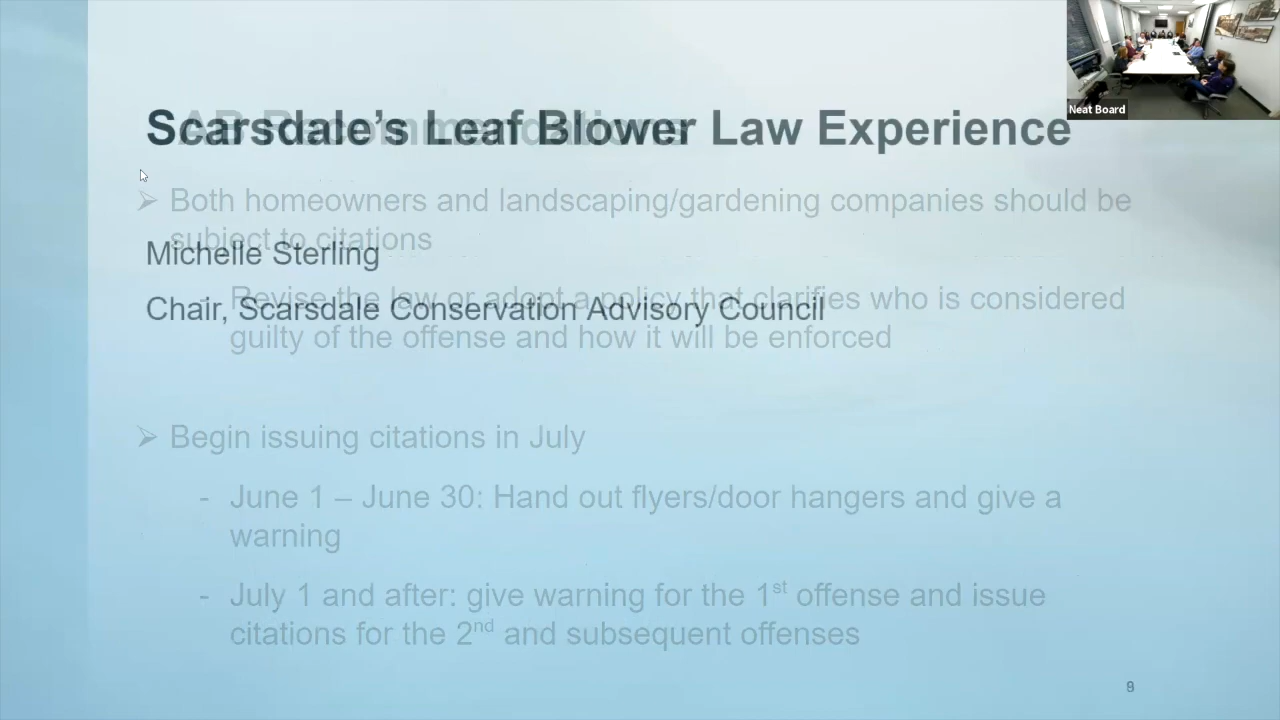 Neat Board
Scarsdale’s Leaf Blower Law Experience
Recommendations
➢ Both homeowners and landscaping/gardening companies should be
subject to citations
Michelle Sterling
- Revise the law or adopt a policy that clarifies who is considered
Chair, Scarsdale Conservation Advisory Council
guilty of the offense and how it will be enforced
➢ Begin issuing citations in July
- June 1 – June 30: Hand out flyers/door hangers and give a
warning
- July 1 and after: give warning for the 1st offense and issue
citations for the 2nd and subsequent offenses